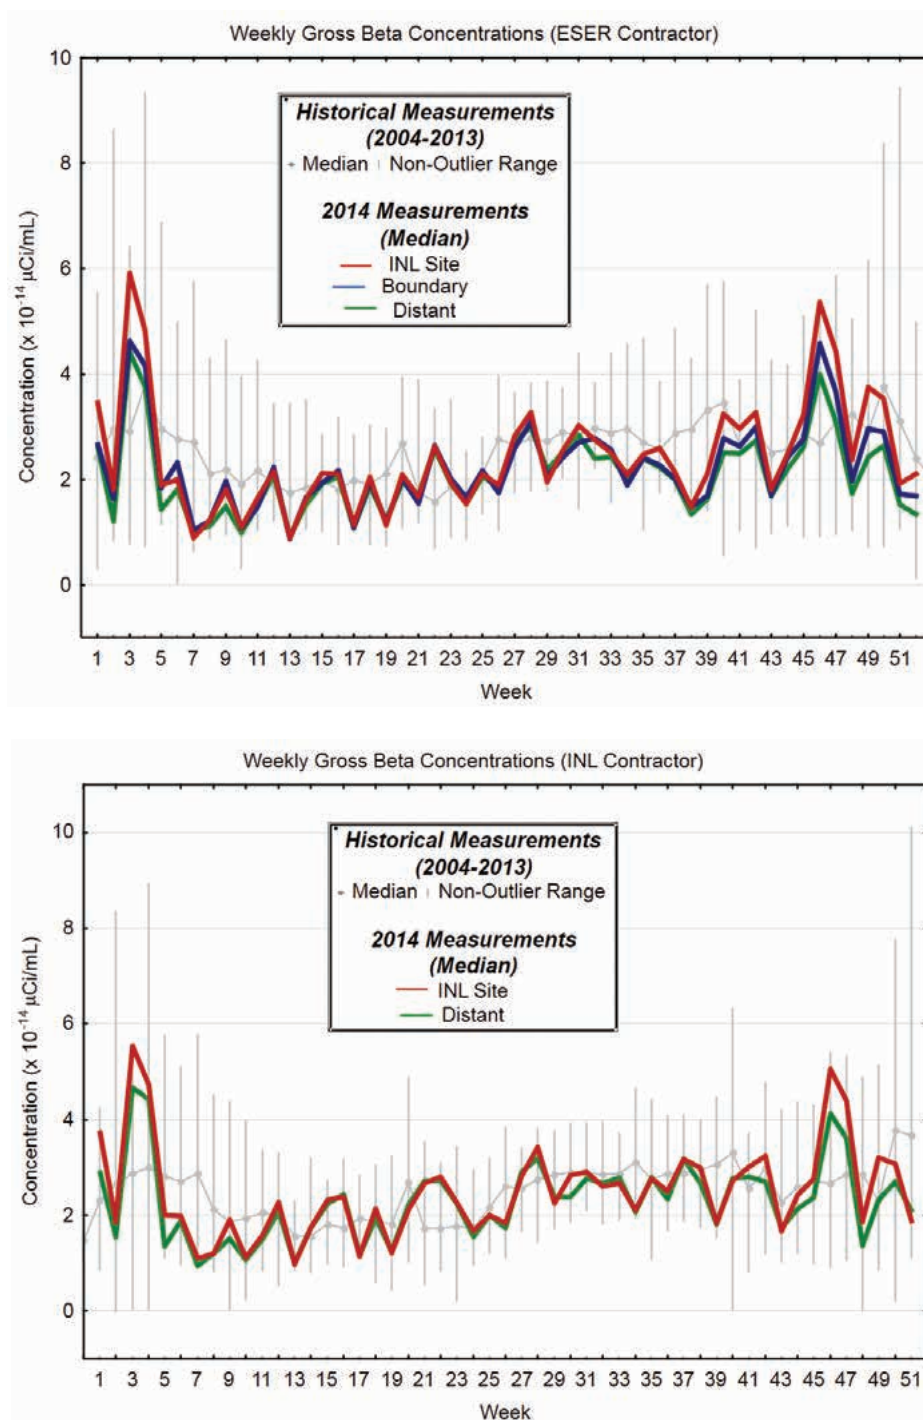 Weekly Gross Beta Concentrations (ESER Contractor)
10
8
6
4
2
0
Concentration (x 10⁻¹⁴ µCi/mL)
Historical Measurements
(2004-2013)
Median Non-Outlier Range
2014 Measurements
(Median)
INL Site
Boundary
Distant
1 3 5 7 9 11 13 15 17 19 21 23 25 27 29 31 33 35 37 39 41 43 45 47 49 51
Week
Weekly Gross Beta Concentrations (INL Contractor)
10
8
6
4
2
0
Concentration (x 10⁻¹⁴ µCi/mL)
Historical Measurements
(2004-2013)
Median Non-Outlier Range
2014 Measurements
(Median)
INL Site
Distant
1 3 5 7 9 11 13 15 17 19 21 23 25 27 29 31 33 35 37 39 41 43 45 47 49 51
Week